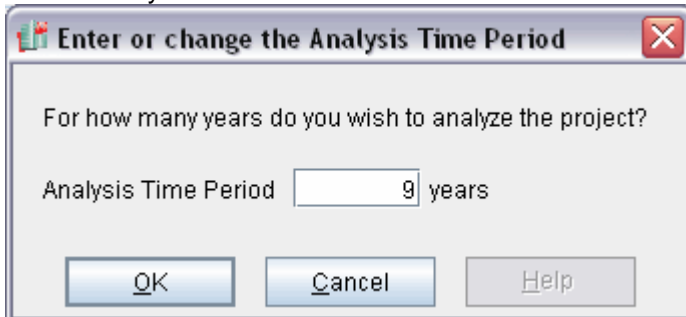 Enter or change the Analysis Time Period
For how many years do you wish to analyze the project?
Analysis Time Period 9 years
OK Cancel Help